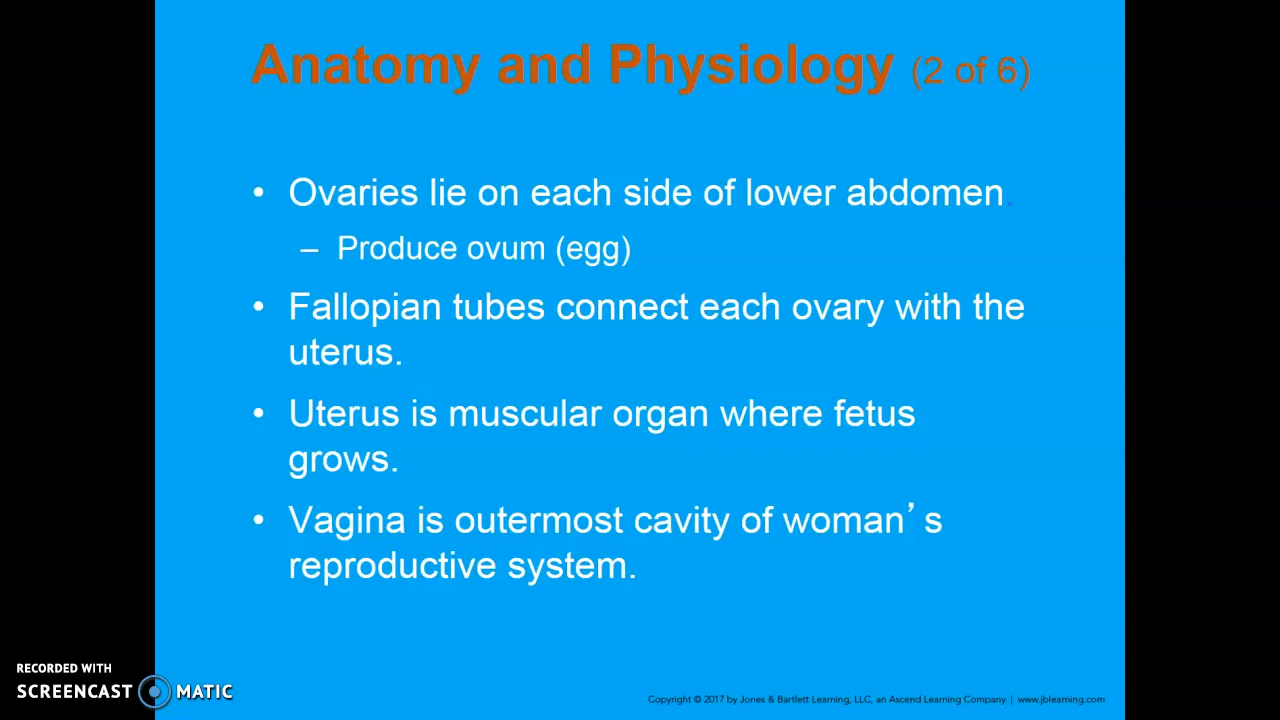 Anatomy and Physiology (2 of 6)
• Ovaries lie on each side of lower abdomen.
– Produce ovum (egg)
• Fallopian tubes connect each ovary with the
uterus.
• Uterus is muscular organ where fetus
grows.
• Vagina is outermost cavity of woman’s
reproductive system.
RECORDED WITH
SCREENCAST MATIC
Copyright © 2017 by Jones & Bartlett Learning, LLC, an Ascend Learning Company | www.jblearning.com